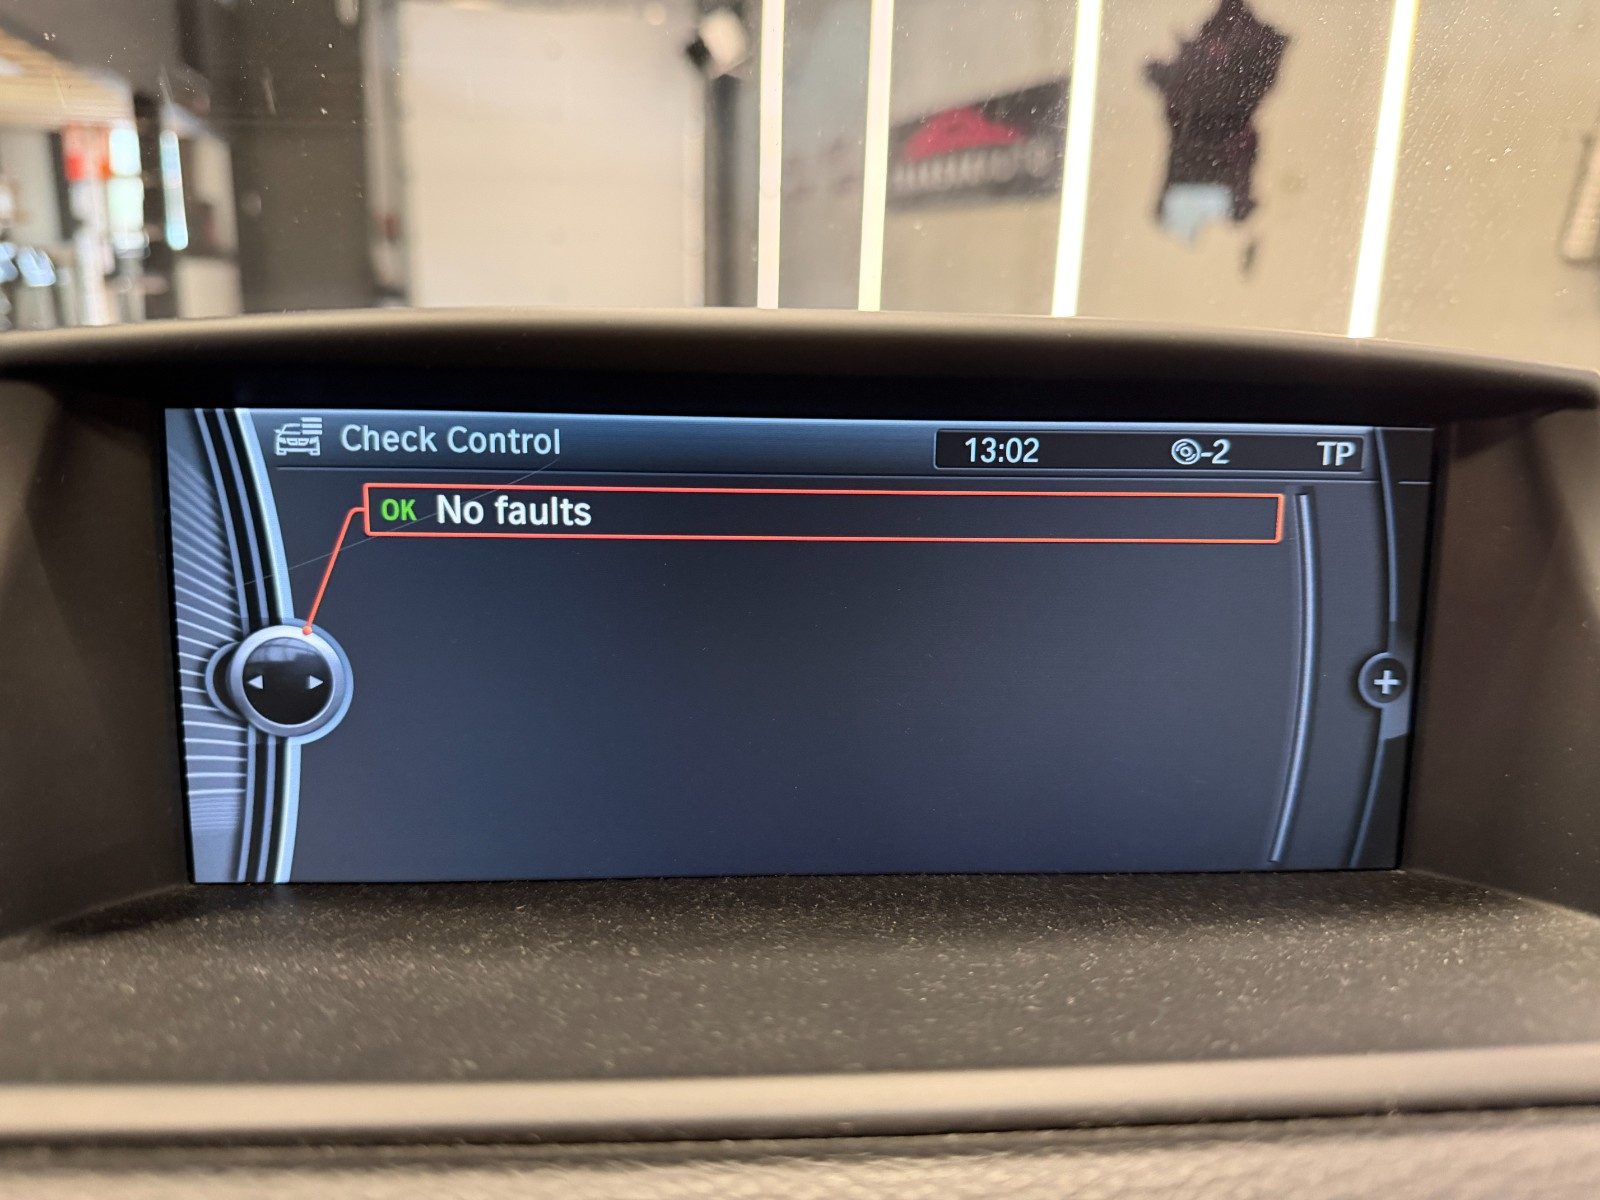 Check Control
13:02 -2 TP
OK No faults